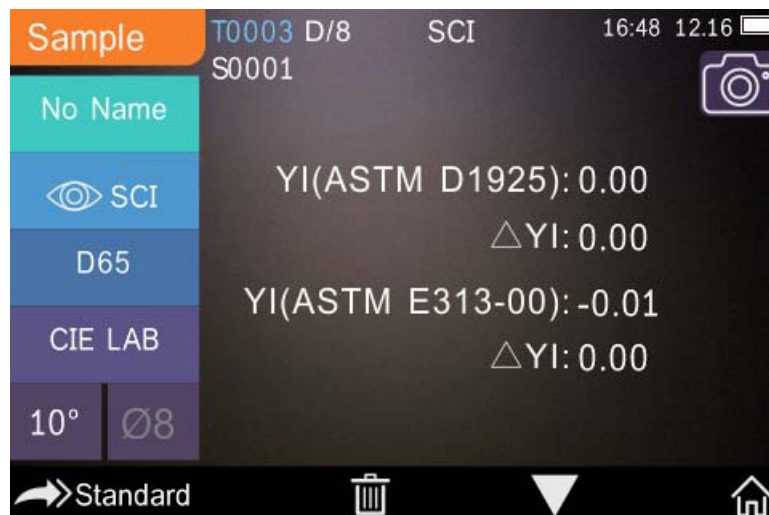 Sample
T0003 D/8 SCI 16:48 12.16
S0001
No Name
SCI
D65
CIE LAB
10° Ø8
YI(ASTM D1925): 0.00
△YI: 0.00
YI(ASTM E313-00): -0.01
△YI: 0.00
Standard